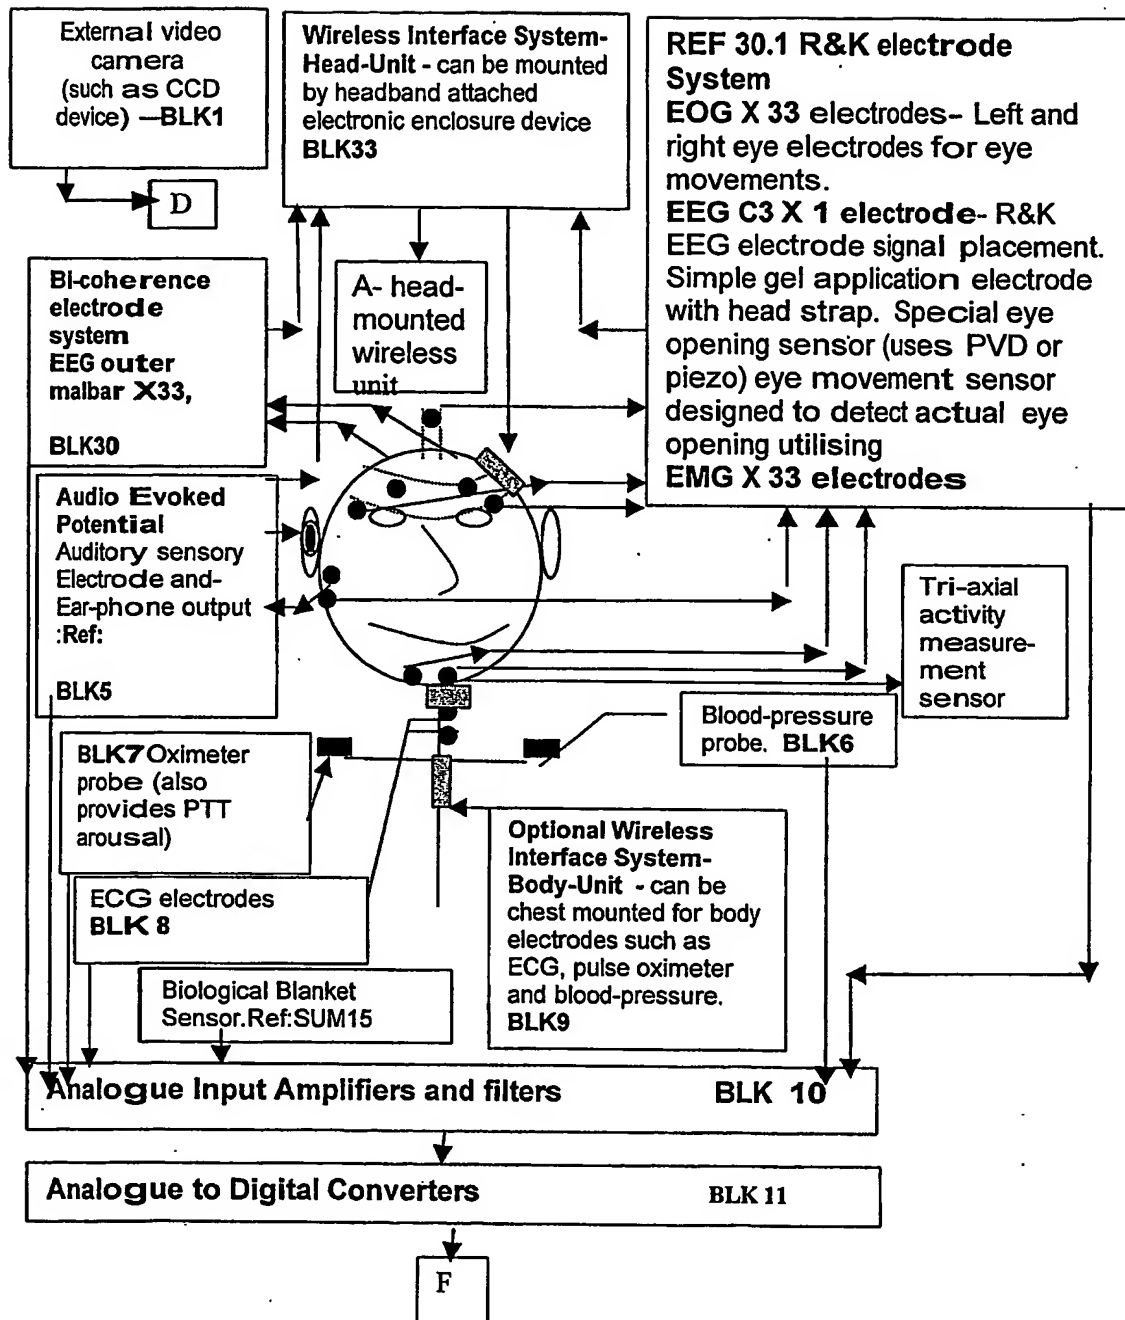 External video
camera
(such as CCD
device) —BLK1
D
Wireless Interface System-
Head-Unit - can be mounted
by headband attached
electronic enclosure device
BLK33
REF 30.1 R&K electrode
System
EOG X 33 electrodes- Left and
right eye electrodes for eye
movements.
EEG C3 X 1 electrode- R&K
EEG electrode signal placement.
Simple gel application electrode
with head strap. Special eye
opening sensor (uses PVD or
piezo) eye movement sensor
designed to detect actual eye
opening utilising
EMG X 33 electrodes
Bi-coherence
electrode
system
EEG outer
malbar X33,
BLK30
A- head-
mounted
wireless
unit
Audio Evoked
Potential
Auditory sensory
Electrode and-
Ear-phone output
:Ref:
BLK5
Tri-axial
activity
measure-
ment
sensor
Blood-pressure
probe. BLK6
BLK7 Oximeter
probe (also
provides PTT
arousal)
Optional Wireless
Interface System-
Body-Unit - can be
chest mounted for body
electrodes such as
ECG, pulse oximeter
and blood-pressure.
BLK9
ECG electrodes
BLK 8
Biological Blanket
Sensor.Ref:SUM15
Analogue Input Amplifiers and filters BLK 10
Analogue to Digital Converters BLK 11
F